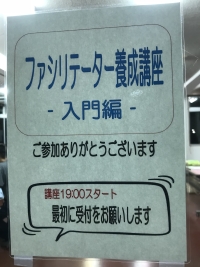 ファシリテーター養成講座
- 入門編 -
ご参加ありがとうございます
講座19:00スタート
最初に受付をお願いします